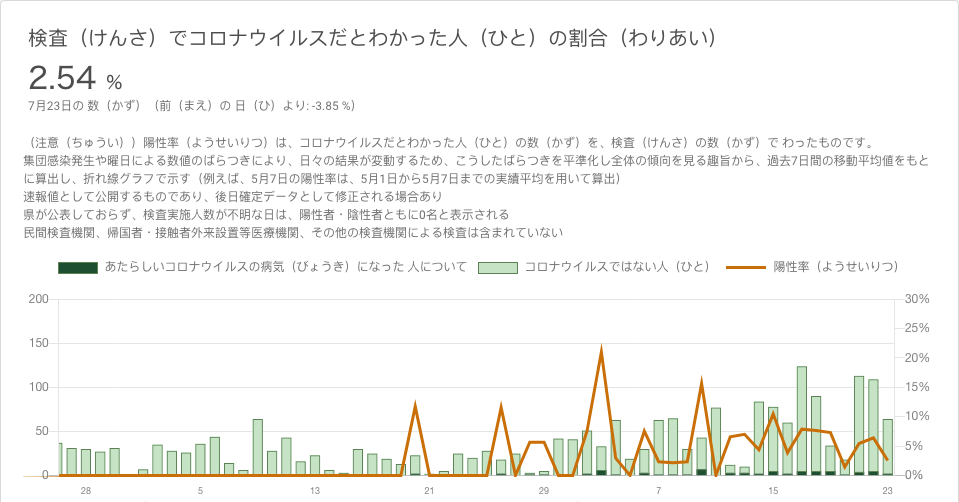 検査（けんさ）でコロナウイルスだとわかった人（ひと）の割合（わりあい）
2.54 %
7月23日の 数（かず）（前（まえ）の 日（ひ）より: -3.85 %）
（注意（ちゅうい））陽性率（ようせいりつ）は、コロナウイルスだとわかった人（ひと）の数（かず）を、検査（けんさ）の数（かず）で わったものです。
集団感染発生や曜日による数値のばらつきにより、日々の結果が変動するため、こうしたばらつきを平準化し全体の傾向を見る趣旨から、過去7日間の移動平均値をもと
に算出し、折れ線グラフで示す（例えば、5月7日の陽性率は、5月1日から5月7日までの実績平均を用いて算出）
速報値として公開するものであり、後日確定データとして修正される場合あり
県が公表しておらず、検査実施人数が不明な日は、陽性者・陰性者ともに0名と表示される
民間検査機関、帰国者・接触者外来設置等医療機関、その他の検査機関による検査は含まれていない
あたらしいコロナウイルスの病気（びょうき）になった 人について コロナウイルスではない人（ひと） 陽性率（ようせいりつ）
200 30%
25%
150 20%
100 15%
10%
50 5%
0 0%
28 5 13 21 29 7 15 23